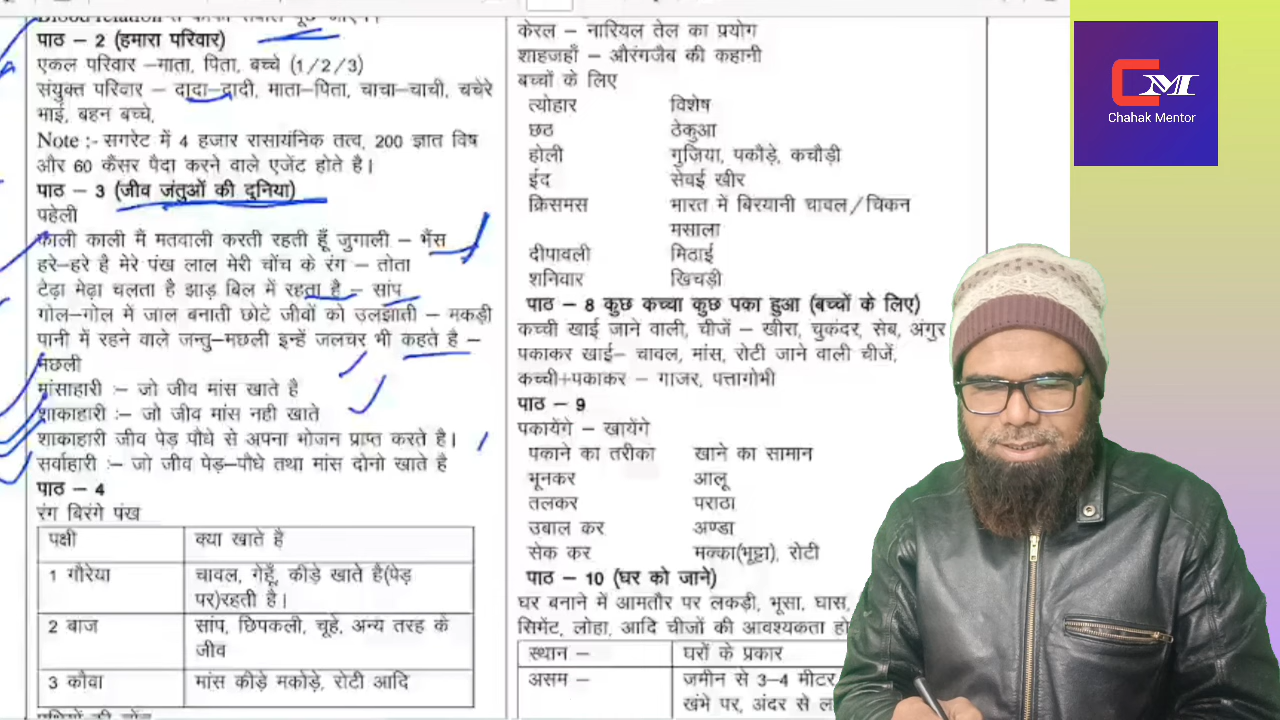 Blood relation से काफी सवाल पूछे जाए।।
पाठ – 2 (हमारा परिवार)
एकल परिवार –माता, पिता, बच्चे (1/2/3)
संयुक्त परिवार – दादा–दादी, माता–पिता, चाचा–चाची, चचेरे
भाई, बहन बच्चे,
Note :- सगरेट में 4 हजार रासायंनिक तत्व, 200 ज्ञात विष
और 60 कैंसर पैदा करने वाले एजेंट होते है।
पाठ – 3 (जीव जंतुओं की दुनिया)
पहेली
काली काली मैं मतवाली करती रहती हूँ जुगाली – भैंस
हरे–हरे है मेरे पंख लाल मेरी चोंच के रंग – तोता
टेढ़ा मेढ़ा चलता है झाड़ बिल में रहता है – सांप
गोल–गोल में जाल बनाती छोटे जीवों को उलझाती – मकड़ी
पानी में रहने वाले जन्तु–मछली इन्हें जलचर भी कहते है –
मछली
मांसाहारी :– जो जीव मांस खाते है
शाकाहारी :– जो जीव मांस नही खाते
शाकाहारी जीव पेड़ पौधे से अपना भोजन प्राप्त करते है।
सर्वाहारी :– जो जीव पेड़–पौधे तथा मांस दोनो खाते है
पाठ – 4
रंग बिरंगे पंख
पक्षी क्या खाते है
1 गौरेया चावल, गेहूँ, कीड़े खाते है(पेड़
पर)रहती है।
2 बाज सांप, छिपकली, चूहे, अन्य तरह के
जीव
3 कौवा मांस कीड़े मकोड़े, रोटी आदि
केरल – नारियल तेल का प्रयोग
शाहजहाँ – औरंगजैब की कहानी
बच्चों के लिए
त्योहार विशेष
छठ ठेकुआ
होली गुजिया, पकौड़े, कचौड़ी
ईद सेवई खीर
क्रिसमस भारत में बिरयानी चावल/चिकन
मसाला
दीपावली मिठाई
शनिवार खिचड़ी
पाठ – 8 कुछ कच्चा कुछ पका हुआ (बच्चों के लिए)
कच्ची खाई जाने वाली, चीजें – खीरा, चुकंदर, सेब, अंगुर
पकाकर खाई– चावल, मांस, रोटी जाने वाली चीजें,
कच्ची+पकाकर – गाजर, पत्तागोभी
पाठ – 9
पकायेंगे – खायेंगे
पकाने का तरीका खाने का सामान
भूनकर आलू
तलकर पराठा
उबाल कर अण्डा
सेक कर मक्का(भूट्टा), रोटी
पाठ – 10 (घर को जाने)
घर बनाने में आमतौर पर लकड़ी, भूसा, घास,
सिमेंट, लोहा, आदि चीजों की आवश्यकता हो
स्थान – घरों के प्रकार
असम – जमीन से 3–4 मीटर
खंभे पर, अंदर से
CM
Chahak Mentor